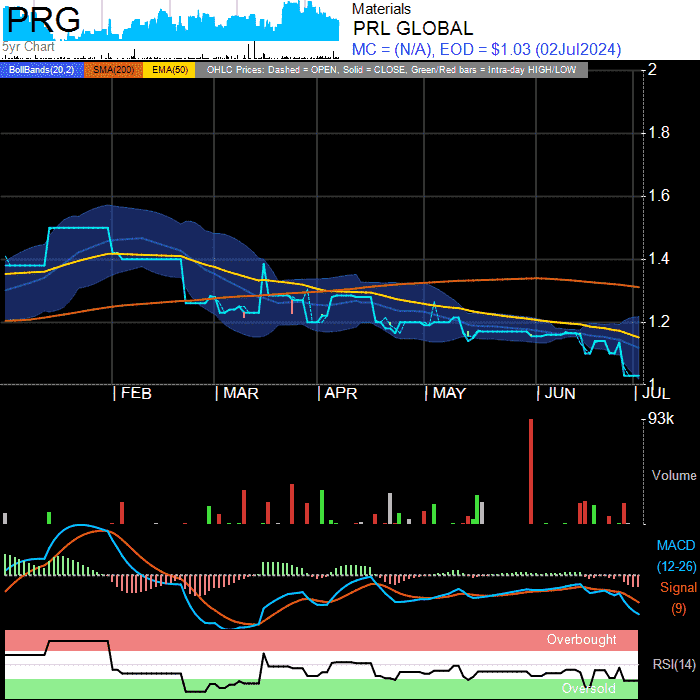 PRG
5yr Chart
Materials
PRL GLOBAL
MC = (N/A), EOD = $1.03 (02Jul2024)
BollBands(20,2) SMA(200) EMA(50) OHLC Prices: Dashed = OPEN, Solid = CLOSE, Green/Red bars = Intra-day HIGH/LOW
2
1.8
1.6
1.4
1.2
1
FEB MAR APR MAY JUN JUL
93k
Volume
MACD
(12-26)
Signal
(9)
Overbought
RSI(14)
Oversold